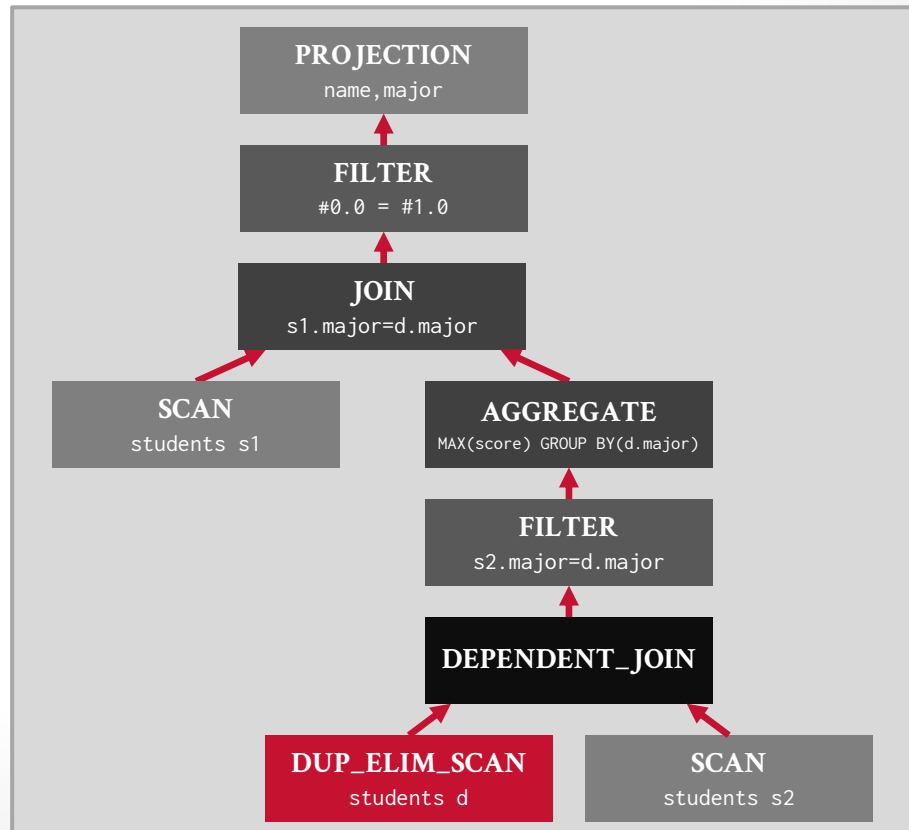 PROJECTION
name,major
FILTER
#0.0 = #1.0
JOIN
s1.major=d.major
SCAN
students s1
AGGREGATE
MAX(score) GROUP BY(d.major)
FILTER
s2.major=d.major
DEPENDENT_JOIN
DUP_ELIM_SCAN
students d
SCAN
students s2